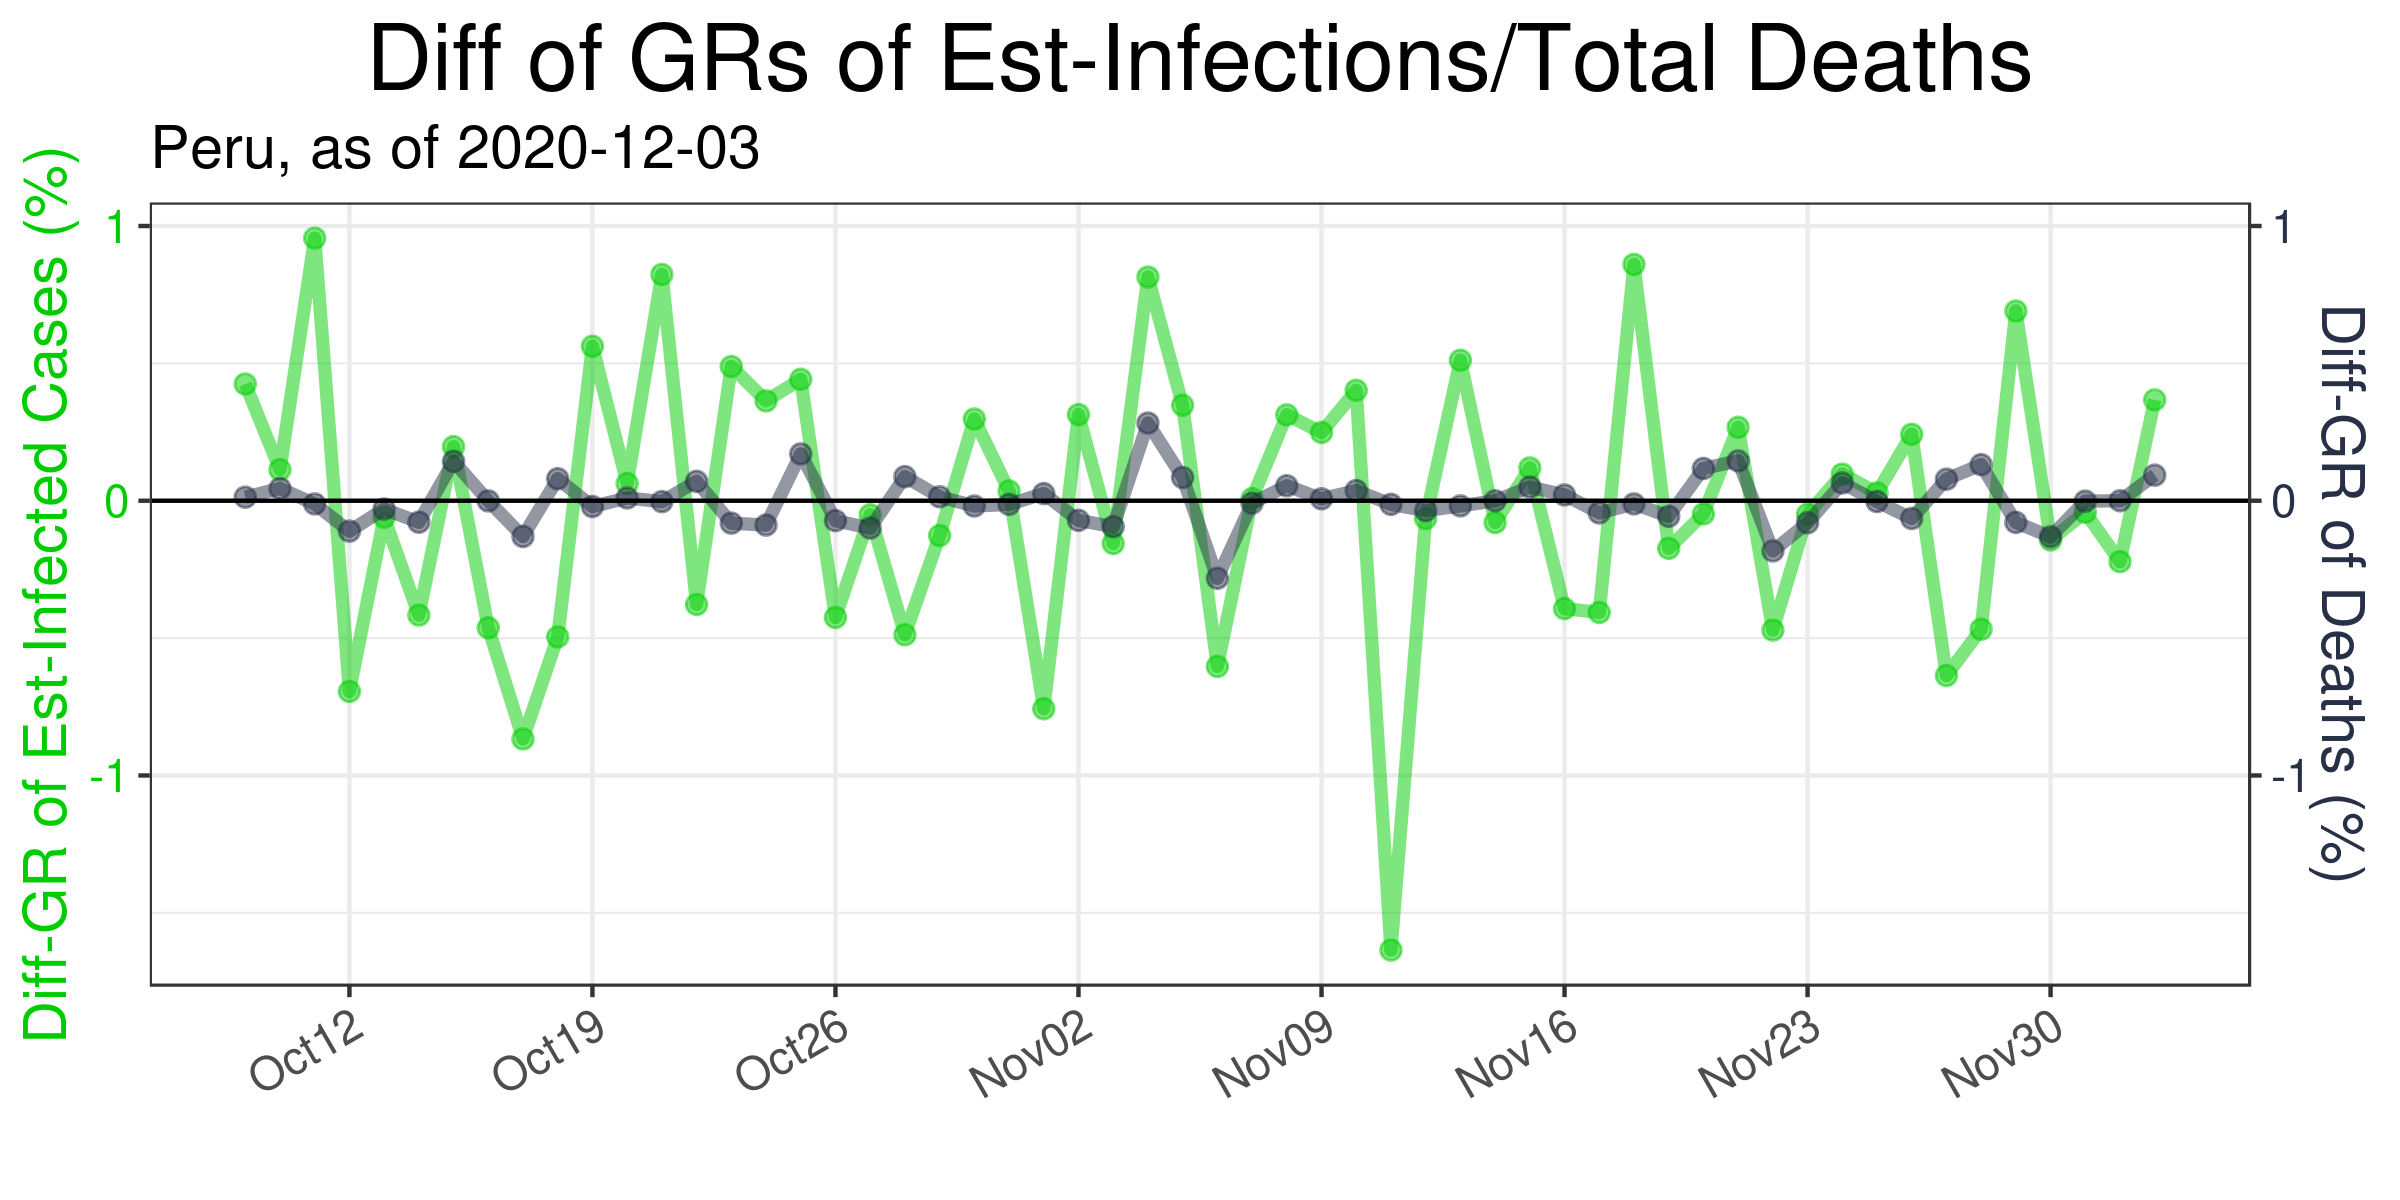 Diff of GRs of Est-Infections/Total Deaths
Peru, as of 2020-12-03
Diff-GR of Est-Infected Cases (%)
1
0
-1
1
0
-1
Diff-GR of Deaths (%)
Oct12
Oct19
Oct26
Nov02
Nov09
Nov16
Nov23
Nov30